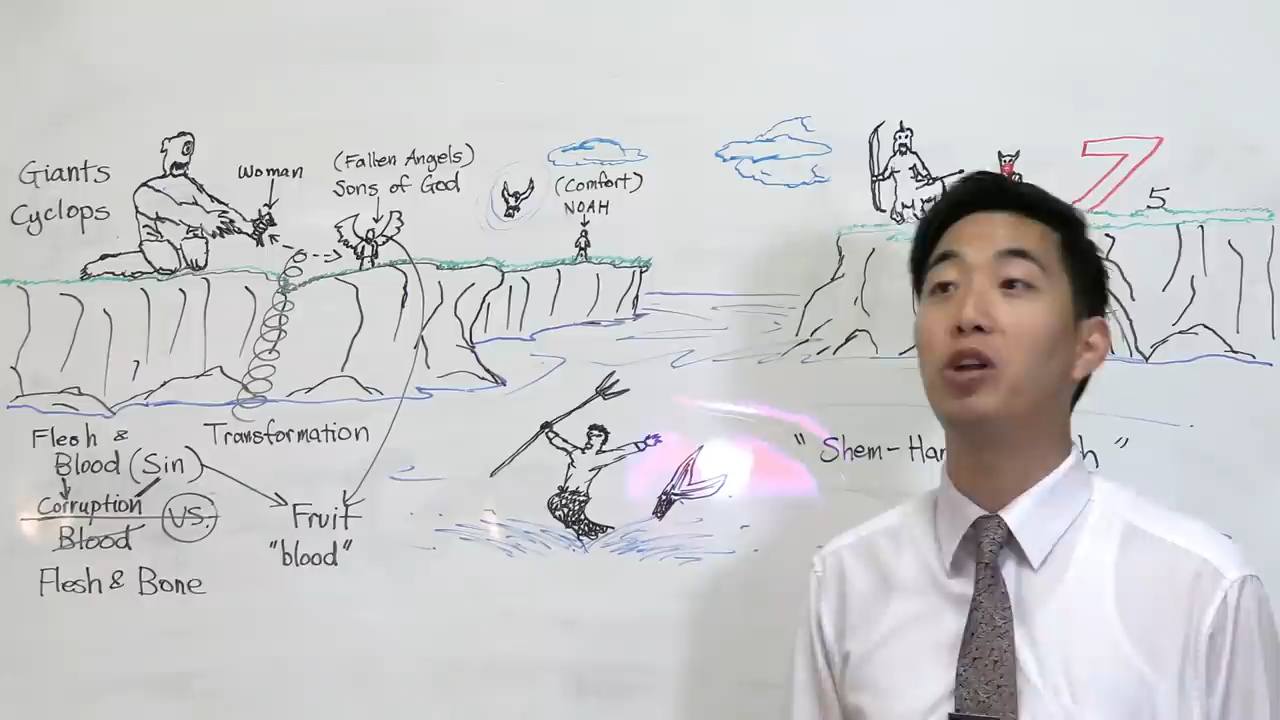 Giants
Cyclops
Woman
(Fallen Angels)
Sons of God
(Comfort)
NOAH
7
5
Flesh &
Blood (Sin)
Corruption
VS.
Blood
Flesh & Bone
Transformation
Fruit
"blood"
"Shem-